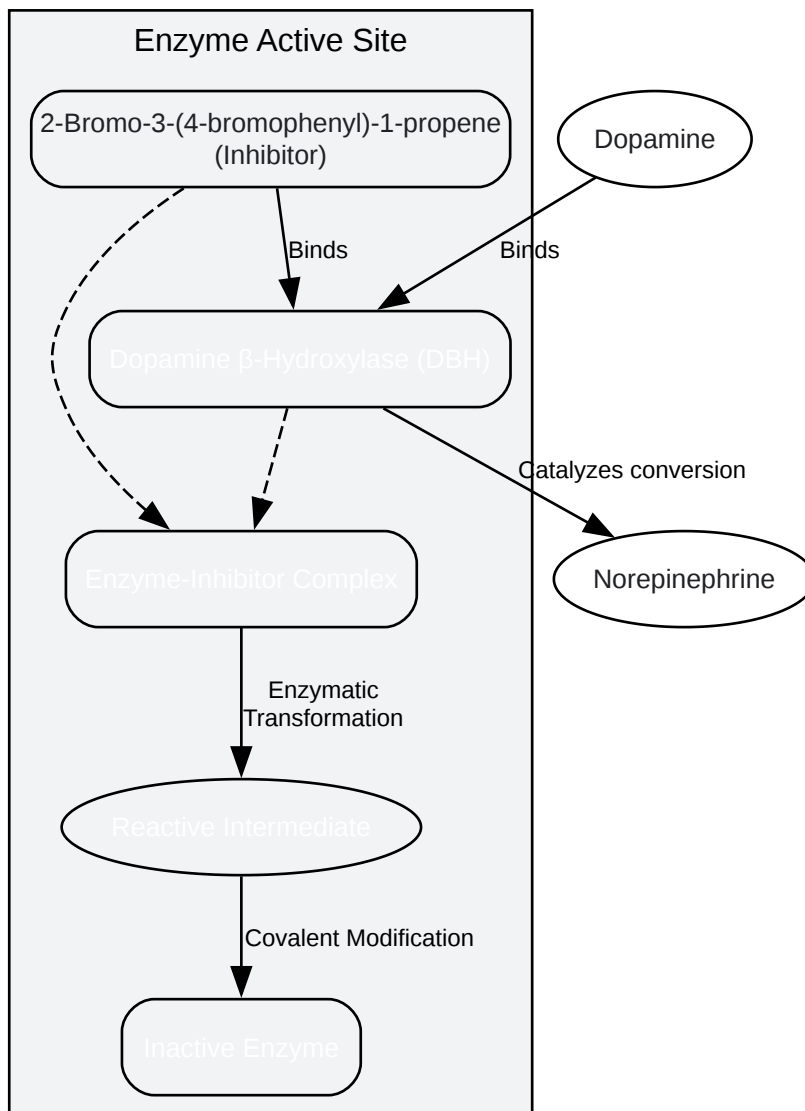 Enzyme Active Site
2-Bromo-3-(4-bromophenyl)-1-propene
(Inhibitor)
Dopamine
Binds
Binds
Dopamine β-Hydroxylase (DBH)
Catalyzes conversion
Enzyme-Inhibitor Complex
Norepinephrine
Enzymatic
Transformation
Reactive Intermediate
Covalent Modification
Inactive Enzyme